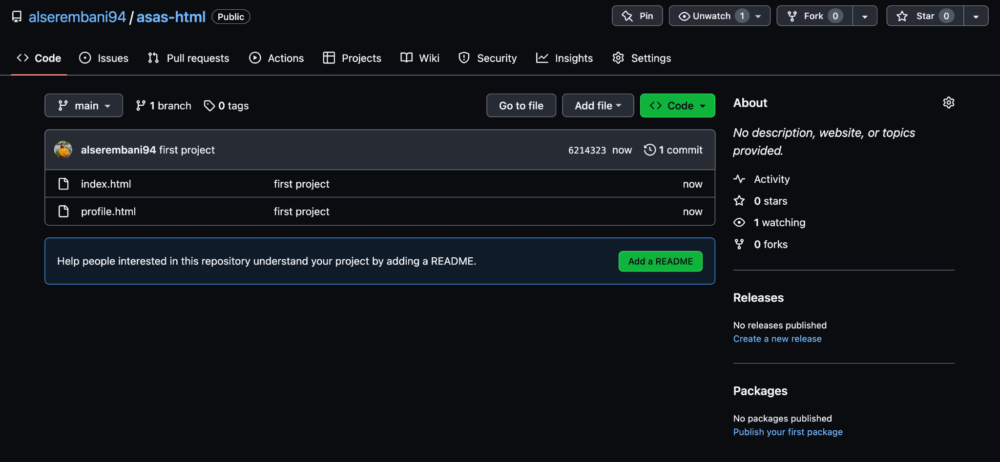 alserembani94 / asas-html Public
Pin Unwatch 1 Fork 0 Star 0
Code Issues Pull requests Actions Projects Wiki Security Insights Settings
main 1 branch 0 tags Go to file Add file Code
alserembani94 first project 6214323 now 1 commit
index.html first project now
profile.html first project now
Help people interested in this repository understand your project by adding a README. Add a README
About
No description, website, or topics
provided.
Activity
0 stars
1 watching
0 forks
Releases
No releases published
Create a new release
Packages
No packages published
Publish your first package